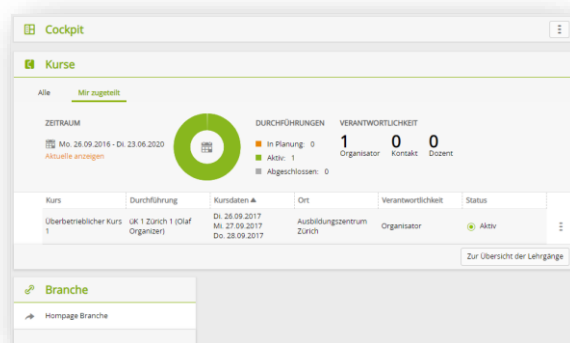 Cockpit
Kurse
Alle Mir zugeteilt
ZEITRAUM DURCHFÜHRUNGEN VERANTWORTLICHKEIT
Mo. 26.09.2016 - Di. 23.06.2020
Aktuelle anzeigen
In Planung: 0
Aktiv: 1
Abgeschlossen: 0
1 0 0
Organisator Kontakt Dozent
Kurs Durchführung Kursdaten Ort Verantwortlichkeit Status
Überbetrieblicher Kurs 1
üK 1 Zürich 1 (Olaf Organizer)
Di. 26.09.2017
Mi. 27.09.2017
Do. 28.09.2017
Ausbildungszentrum Zürich
Organisator
Aktiv
Zur Übersicht der Lehrgänge
Branche
Hompage Branche